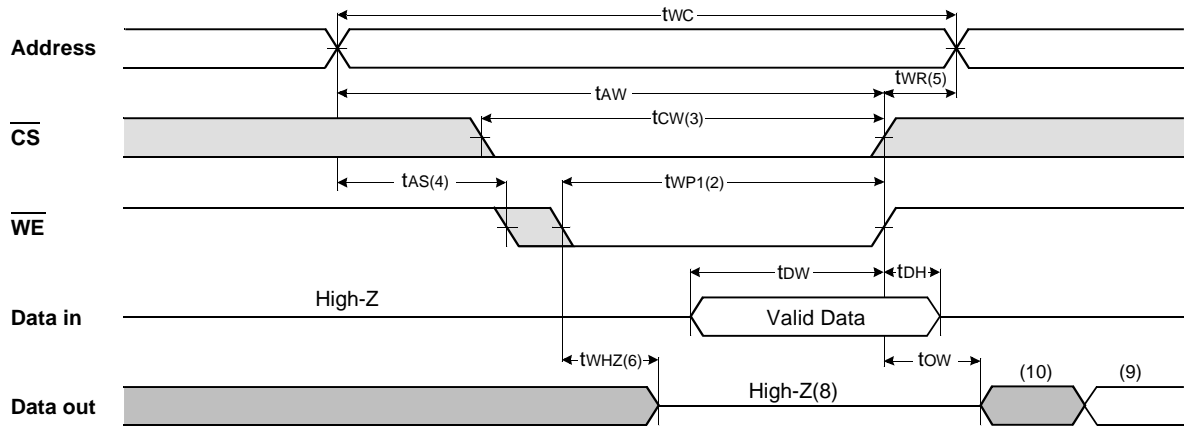 tWC
Address
tWR(5)
tAW
tCW(3)
CS
tAS(4)
tWP1(2)
WE
tDW
tDH
High-Z
Data in
Valid Data
tWHZ(6)
tOW
High-Z(8)
(10)
(9)
Data out